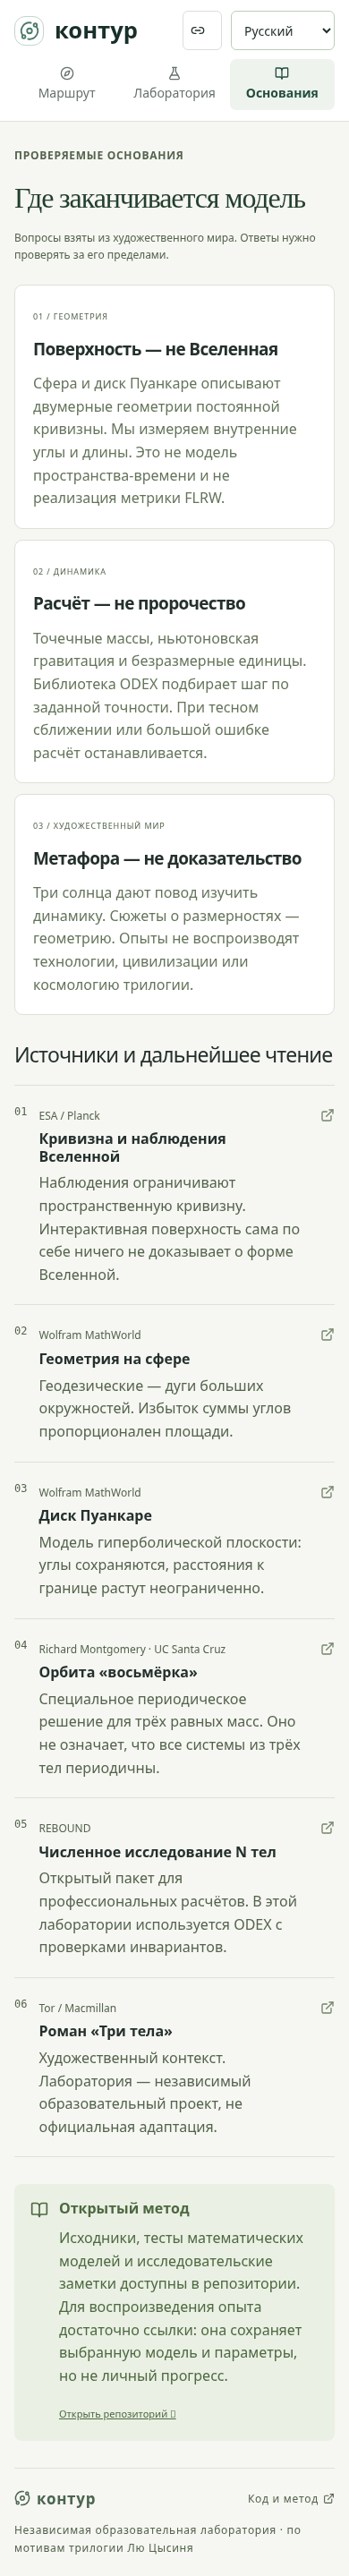 контур
Русский
Маршрут
Лаборатория
Основания
ПРОВЕРЯЕМЫЕ ОСНОВАНИЯ
Где заканчивается модель
Вопросы взяты из художественного мира. Ответы нужно
проверять за его пределами.
01 / ГЕОМЕТРИЯ
Поверхность — не Вселенная
Сфера и диск Пуанкаре описывают
двумерные геометрии постоянной
кривизны. Мы измеряем внутренние
углы и длины. Это не модель
пространства-времени и не
реализация метрики FLRW.
02 / ДИНАМИКА
Расчёт — не пророчество
Точечные массы, ньютоновская
гравитация и безразмерные единицы.
Библиотека ODEX подбирает шаг по
заданной точности. При тесном
сближении или большой ошибке
расчёт останавливается.
03 / ХУДОЖЕСТВЕННЫЙ МИР
Метафора — не доказательство
Три солнца дают повод изучить
динамику. Сюжеты о размерностях —
геометрию. Опыты не воспроизводят
технологии, цивилизации или
космологию трилогии.
Источники и дальнейшее чтение
01
ESA / Planck
Кривизна и наблюдения
Вселенной
Наблюдения ограничивают
пространственную кривизну.
Интерактивная поверхность сама по
себе ничего не доказывает о форме
Вселенной.
02
Wolfram MathWorld
Геометрия на сфере
Геодезические — дуги больших
окружностей. Избыток суммы углов
пропорционален площади.
03
Wolfram MathWorld
Диск Пуанкаре
Модель гиперболической плоскости:
углы сохраняются, расстояния к
границе растут неограниченно.
04
Richard Montgomery · UC Santa Cruz
Орбита «восьмёрка»
Специальное периодическое
решение для трёх равных масс. Оно
не означает, что все системы из трёх
тел периодичны.
05
REBOUND
Численное исследование N тел
Открытый пакет для
профессиональных расчётов. В этой
лаборатории используется ODEX с
проверками инвариантов.
06
Tor / Macmillan
Роман «Три тела»
Художественный контекст.
Лаборатория — независимый
образовательный проект, не
официальная адаптация.
Открытый метод
Исходники, тесты математических
моделей и исследовательские
заметки доступны в репозитории.
Для воспроизведения опыта
достаточно ссылки: она сохраняет
выбранную модель и параметры,
но не личный прогресс.
Открыть репозиторий
контур
Код и метод
Независимая образовательная лаборатория · по
мотивам трилогии Лю Цысиня